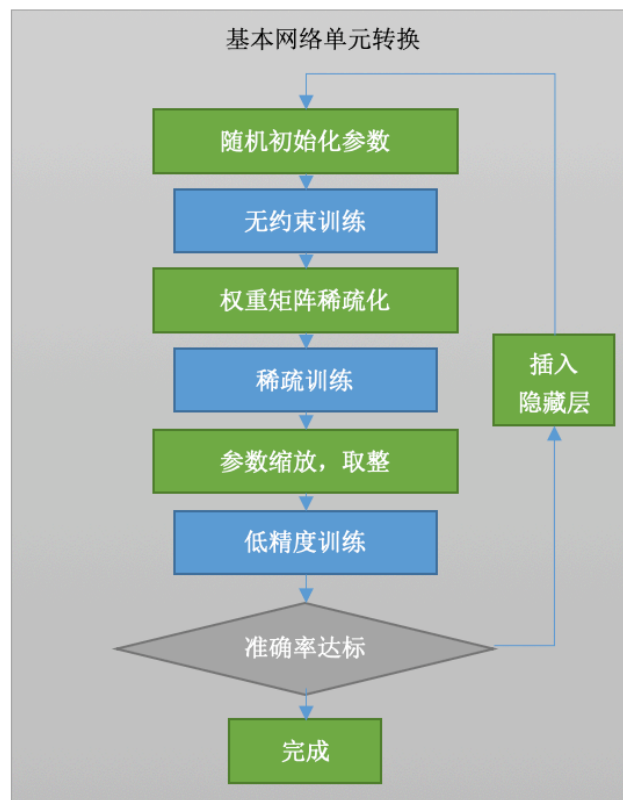 基本网络单元转换
随机初始化参数
无约束训练
权重矩阵稀疏化
稀疏训练
插入
隐藏层
参数缩放，取整
低精度训练
准确率达标
完成